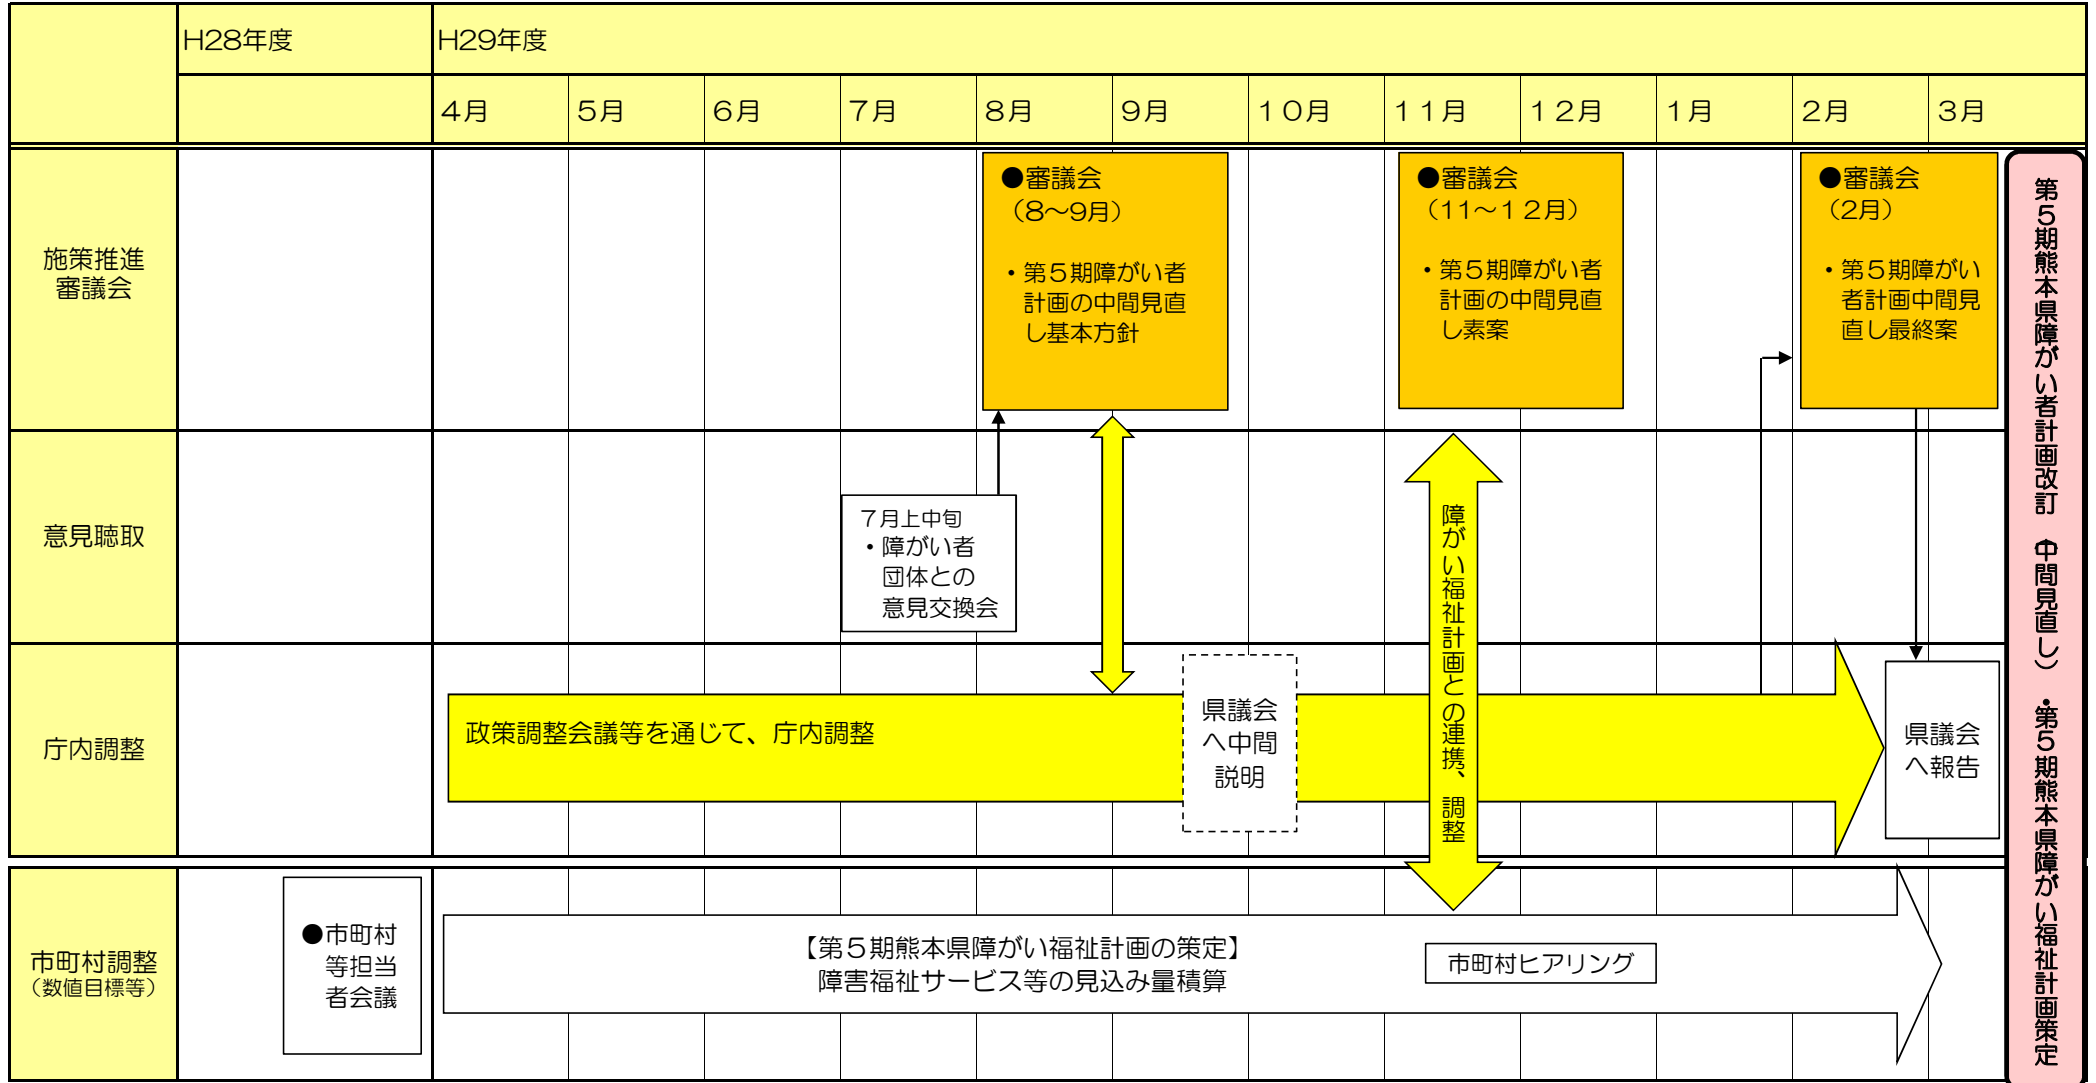 H28年度
H29年度
４月
５月
６月
７月
８月
９月
１０月
１１月
１２月
１月
２月
３月
施策推進
審議会
●審議会
（８～９月）
・第５期障がい者
計画の中間見直
し基本方針
●審議会
（11～１２月）
・第５期障がい者
計画の中間見直
し素案
●審議会
（２月）
・第５期障がい
者計画中間見
直し最終案
意見聴取
７月上中旬
・障がい者
団体との
意見交換会
障がい福祉計画との連携、調整
庁内調整
政策調整会議等を通じて、庁内調整
県議会
へ中間
説明
県議会
へ報告
市町村調整
（数値目標等）
●市町村
等担当
者会議
【第５期熊本県障がい福祉計画の策定】
障害福祉サービス等の見込み量積算
市町村ヒアリング
第５期熊本県障がい者計画改訂（中間見直し）・第５期熊本県障がい福祉計画策定